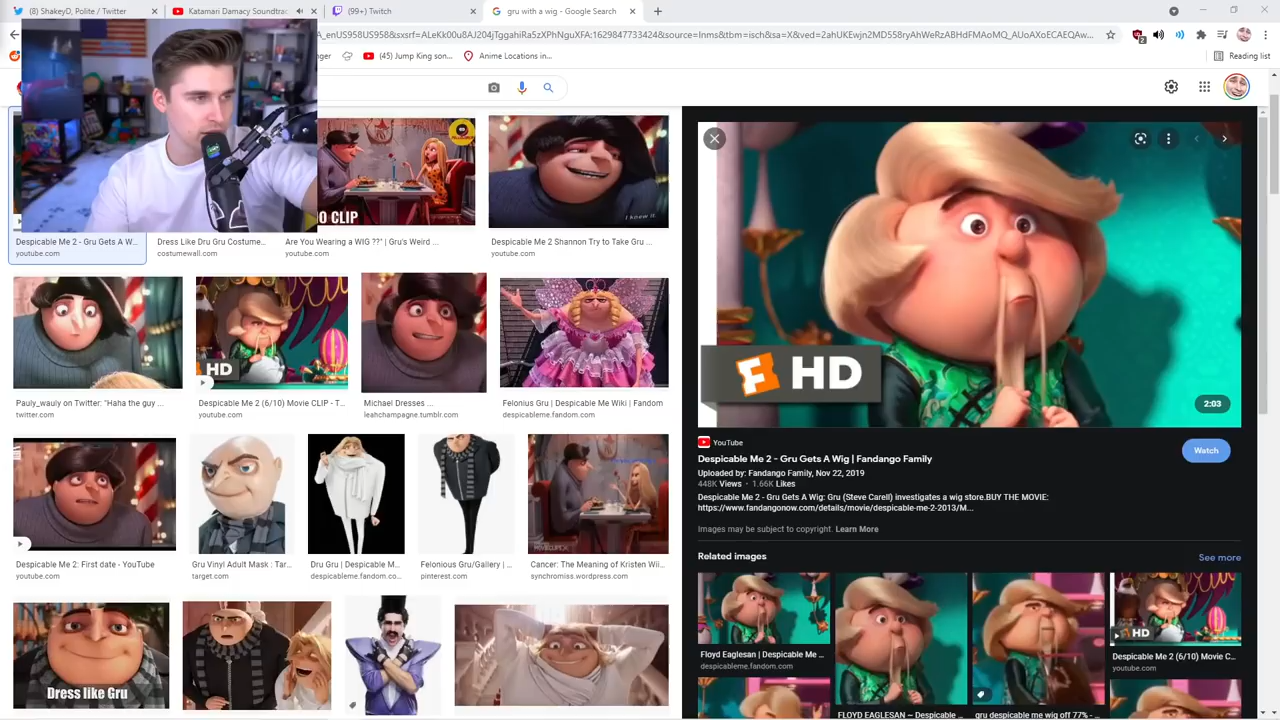 (8) ShakeyD_Polite / Twitter
Katamari Damacy Soundtra
(99+) Twitch
gru with a wig - Google Search
_enUS958US958&sxsrf=
(45) Jump King son...
Anime Locations in...
Reading list
O CLIP
I knew it.
Despicable Me 2 - Gru Gets A W...
youtube.com
Dress Like Dru Gru Costume...
costumewall.com
Are You Wearing a WIG ??" | Gru's Weird ...
youtube.com
Despicable Me 2 Shannon Try to Take Gru ...
youtube.com
HD
Pauly_wauly on Twitter: "Haha the guy ...
twitter.com
Despicable Me 2 (6/10) Movie CLIP - T...
youtube.com
Michael Dresses ...
leahchampagne.tumblr.com
Felonius Gru | Despicable Me Wiki | Fandom
despicableme.fandom.com
Despicable Me 2: First date - YouTube
youtube.com
Gru Vinyl Adult Mask : Tar...
target.com
Dru Gru | Despicable M...
despicableme.fandom.co...
Felonious Gru/Gallery | ...
pinterest.com
Cancer: The Meaning of Kristen Wii...
synchromiss.wordpress.com
Dress like Gru
HD
2:03
YouTube
Despicable Me 2 - Gru Gets A Wig | Fandango Family
Watch
Uploaded by: Fandango Family, Nov 22, 2019
448K Views • 1.66K Likes
Despicable Me 2 - Gru Gets A Wig: Gru (Steve Carell) investigates a wig store.BUY THE MOVIE:
https://www.fandangonow.com/details/movie/despicable-me-2-2013/M...
Images may be subject to copyright. Learn More
Related images
See more
HD
Floyd Eaglesan | Despicable Me ...
despicableme.fandom.com
Despicable Me 2 (6/10) Movie C...
youtube.com
FLOYD EAGLESAN — Despicable ...
gru despicable me wig off 77% - ...